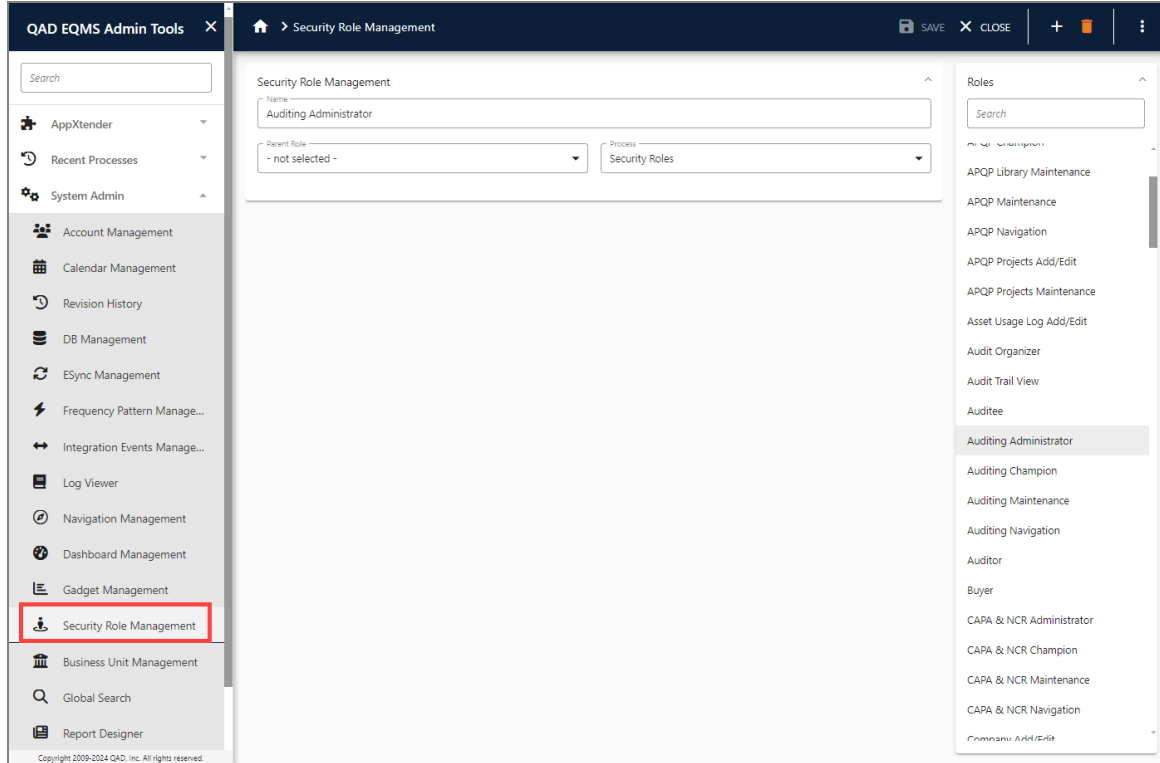 QAD EQMS Admin Tools
Security Role Management
SAVE
CLOSE
Search
AppXtender
Recent Processes
System Admin
Account Management
Calendar Management
Revision History
DB Management
ESync Management
Frequency Pattern Manage...
Integration Events Manage...
Log Viewer
Navigation Management
Dashboard Management
Gadget Management
Security Role Management
Business Unit Management
Global Search
Report Designer
Copyright 2009-2024 QAD, Inc. All rights reserved.
Security Role Management
Name
Auditing Administrator
Parent Role
- not selected -
Process
Security Roles
Roles
Search
APQP Champion
APQP Library Maintenance
APQP Maintenance
APQP Navigation
APQP Projects Add/Edit
APQP Projects Maintenance
Asset Usage Log Add/Edit
Audit Organizer
Audit Trail View
Auditee
Auditing Administrator
Auditing Champion
Auditing Maintenance
Auditing Navigation
Auditor
Buyer
CAPA & NCR Administrator
CAPA & NCR Champion
CAPA & NCR Maintenance
CAPA & NCR Navigation
Company Add/Edit